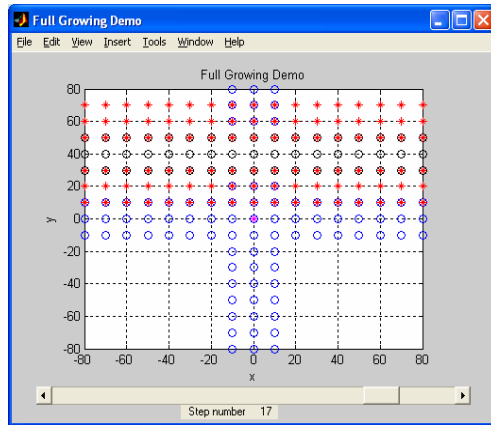 Full Growing Demo
File Edit View Insert Tools Window Help
Full Growing Demo
80
60
40
20
0
-20
-40
-60
-80
y
-80 -60 -40 -20 0 20 40 60 80
x
Step number 17